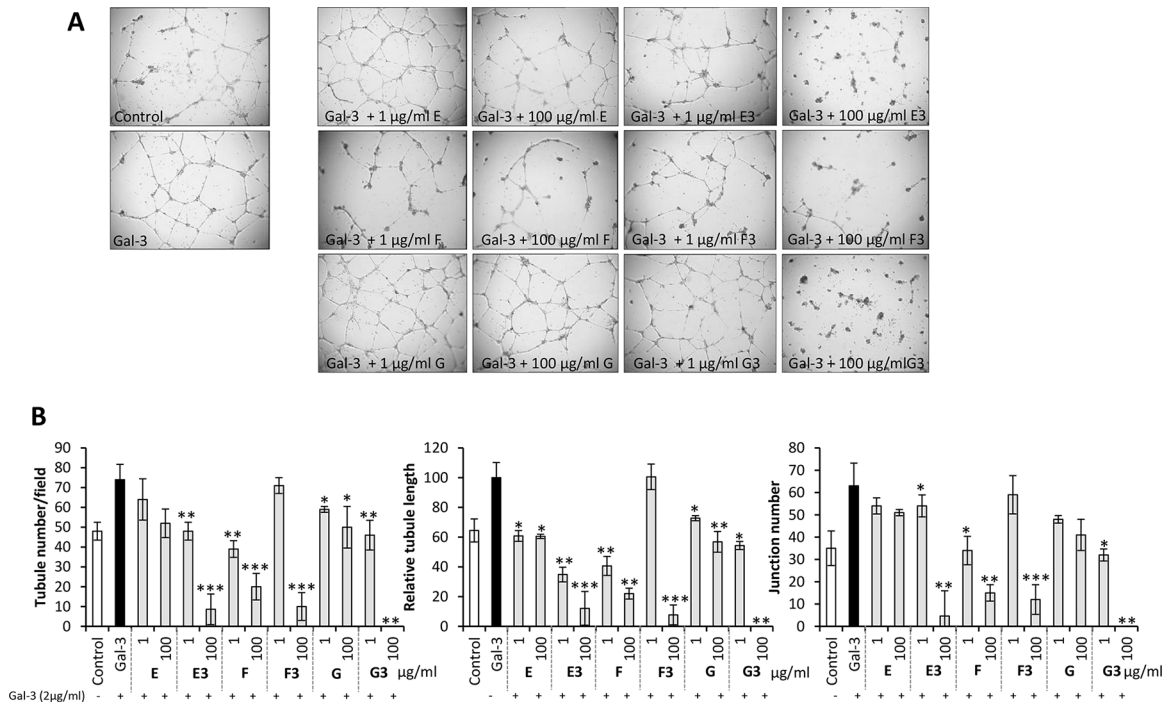 A
Control
Gal-3 + 1 µg/ml E
Gal-3 + 100 µg/ml E
Gal-3 + 1 µg/ml E3
Gal-3 + 100 µg/ml E3
Gal-3
Gal-3 + 1 µg/ml F
Gal-3 + 100 µg/ml F
Gal-3 + 1 µg/ml F3
Gal-3 + 100 µg/ml F3
Gal-3 + 1 µg/ml G
Gal-3 + 100 µg/ml G
Gal-3 + 1 µg/ml G3
Gal-3 + 100 µg/mlG3
B
Tubule number/field
90
80
70
60
50
40
30
20
10
0
** *** ** *** *** * * ** **
Control Gal-3 1 100 1 100 1 100 1 100 1 100 1 100
E E3 F F3 G G3 µg/ml
Gal-3 (2µg/ml) - + + + + + + + + + + + + +
Relative tubule length
120
100
80
60
40
20
0
* * ** *** ** ** *** * ** * **
Control Gal-3 1 100 1 100 1 100 1 100 1 100 1 100
E E3 F F3 G G3 µg/ml
- + + + + + + + + + + + + +
Junction number
80
70
60
50
40
30
20
10
0
* ** * ** *** * **
Control Gal-3 1 100 1 100 1 100 1 100 1 100 1 100
E E3 F F3 G G3 µg/ml
- + + + + + + + + + + + + +